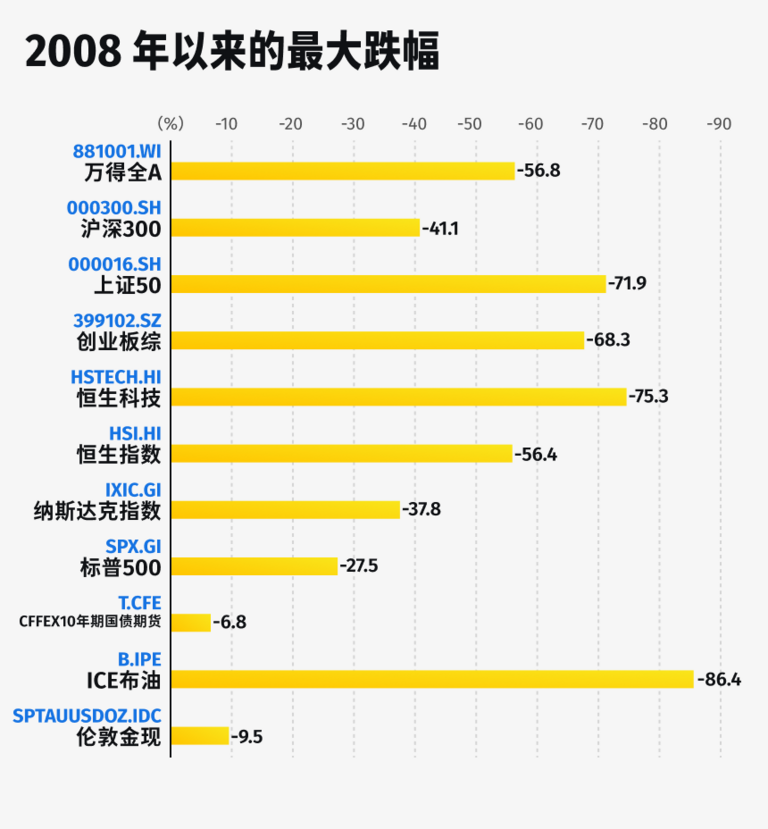 2008 年以来的最大跌幅
(%) -10 -20 -30 -40 -50 -60 -70 -80 -90
881001.WI
万得全A -56.8
000300.SH
沪深300 -41.1
000016.SH
上证50 -71.9
399102.SZ
创业板综 -68.3
HSTECH.HI
恒生科技 -75.3
HSI.HI
恒生指数 -56.4
IXIC.GI
纳斯达克指数 -37.8
SPX.GI
标普500 -27.5
T.CFE
CFFEX10年期国债期货 -6.8
B.IPE
ICE布油 -86.4
SPTAUUSDOZ.IDC
伦敦金现 -9.5